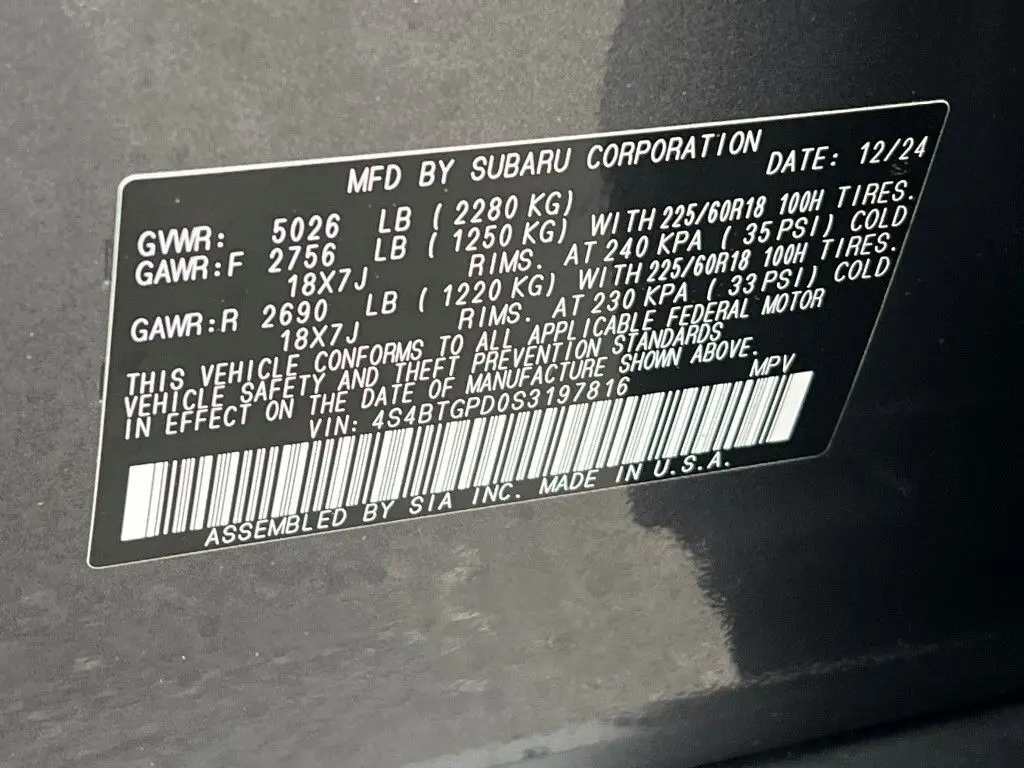 MFD BY SUBARU CORPORATION DATE: 12/24
GVWR: 5026 LB ( 2280 KG)
GAWR:F 2756 LB ( 1250 KG) WITH 225/60R18 100H TIRES.
18X7J RIMS. AT 240 KPA ( 35 PSI) COLD
GAWR:R 2690 LB ( 1220 KG) WITH 225/60R18 100H TIRES.
18X7J RIMS. AT 230 KPA ( 33 PSI) COLD
THIS VEHICLE CONFORMS TO ALL APPLICABLE FEDERAL MOTOR
VEHICLE SAFETY AND THEFT PREVENTION STANDARDS
IN EFFECT ON THE DATE OF MANUFACTURE SHOWN ABOVE.
VIN: 4S4BTGPD0S3197816 MPV
ASSEMBLED BY SIA INC. MADE IN U.S.A.